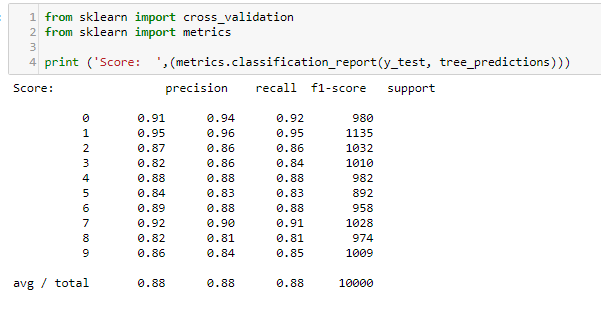 1 from sklearn import cross_validation
2 from sklearn import metrics
3
4 print ('Score:  ',(metrics.classification_report(y_test, tree_predictions)))
Score:                precision    recall  f1-score   support

          0       0.91      0.94      0.92       980
          1       0.95      0.96      0.95      1135
          2       0.87      0.86      0.86      1032
          3       0.82      0.86      0.84      1010
          4       0.88      0.88      0.88       982
          5       0.84      0.83      0.83       892
          6       0.89      0.88      0.88       958
          7       0.92      0.90      0.91      1028
          8       0.82      0.81      0.81       974
          9       0.86      0.84      0.85      1009

avg / total       0.88      0.88      0.88     10000